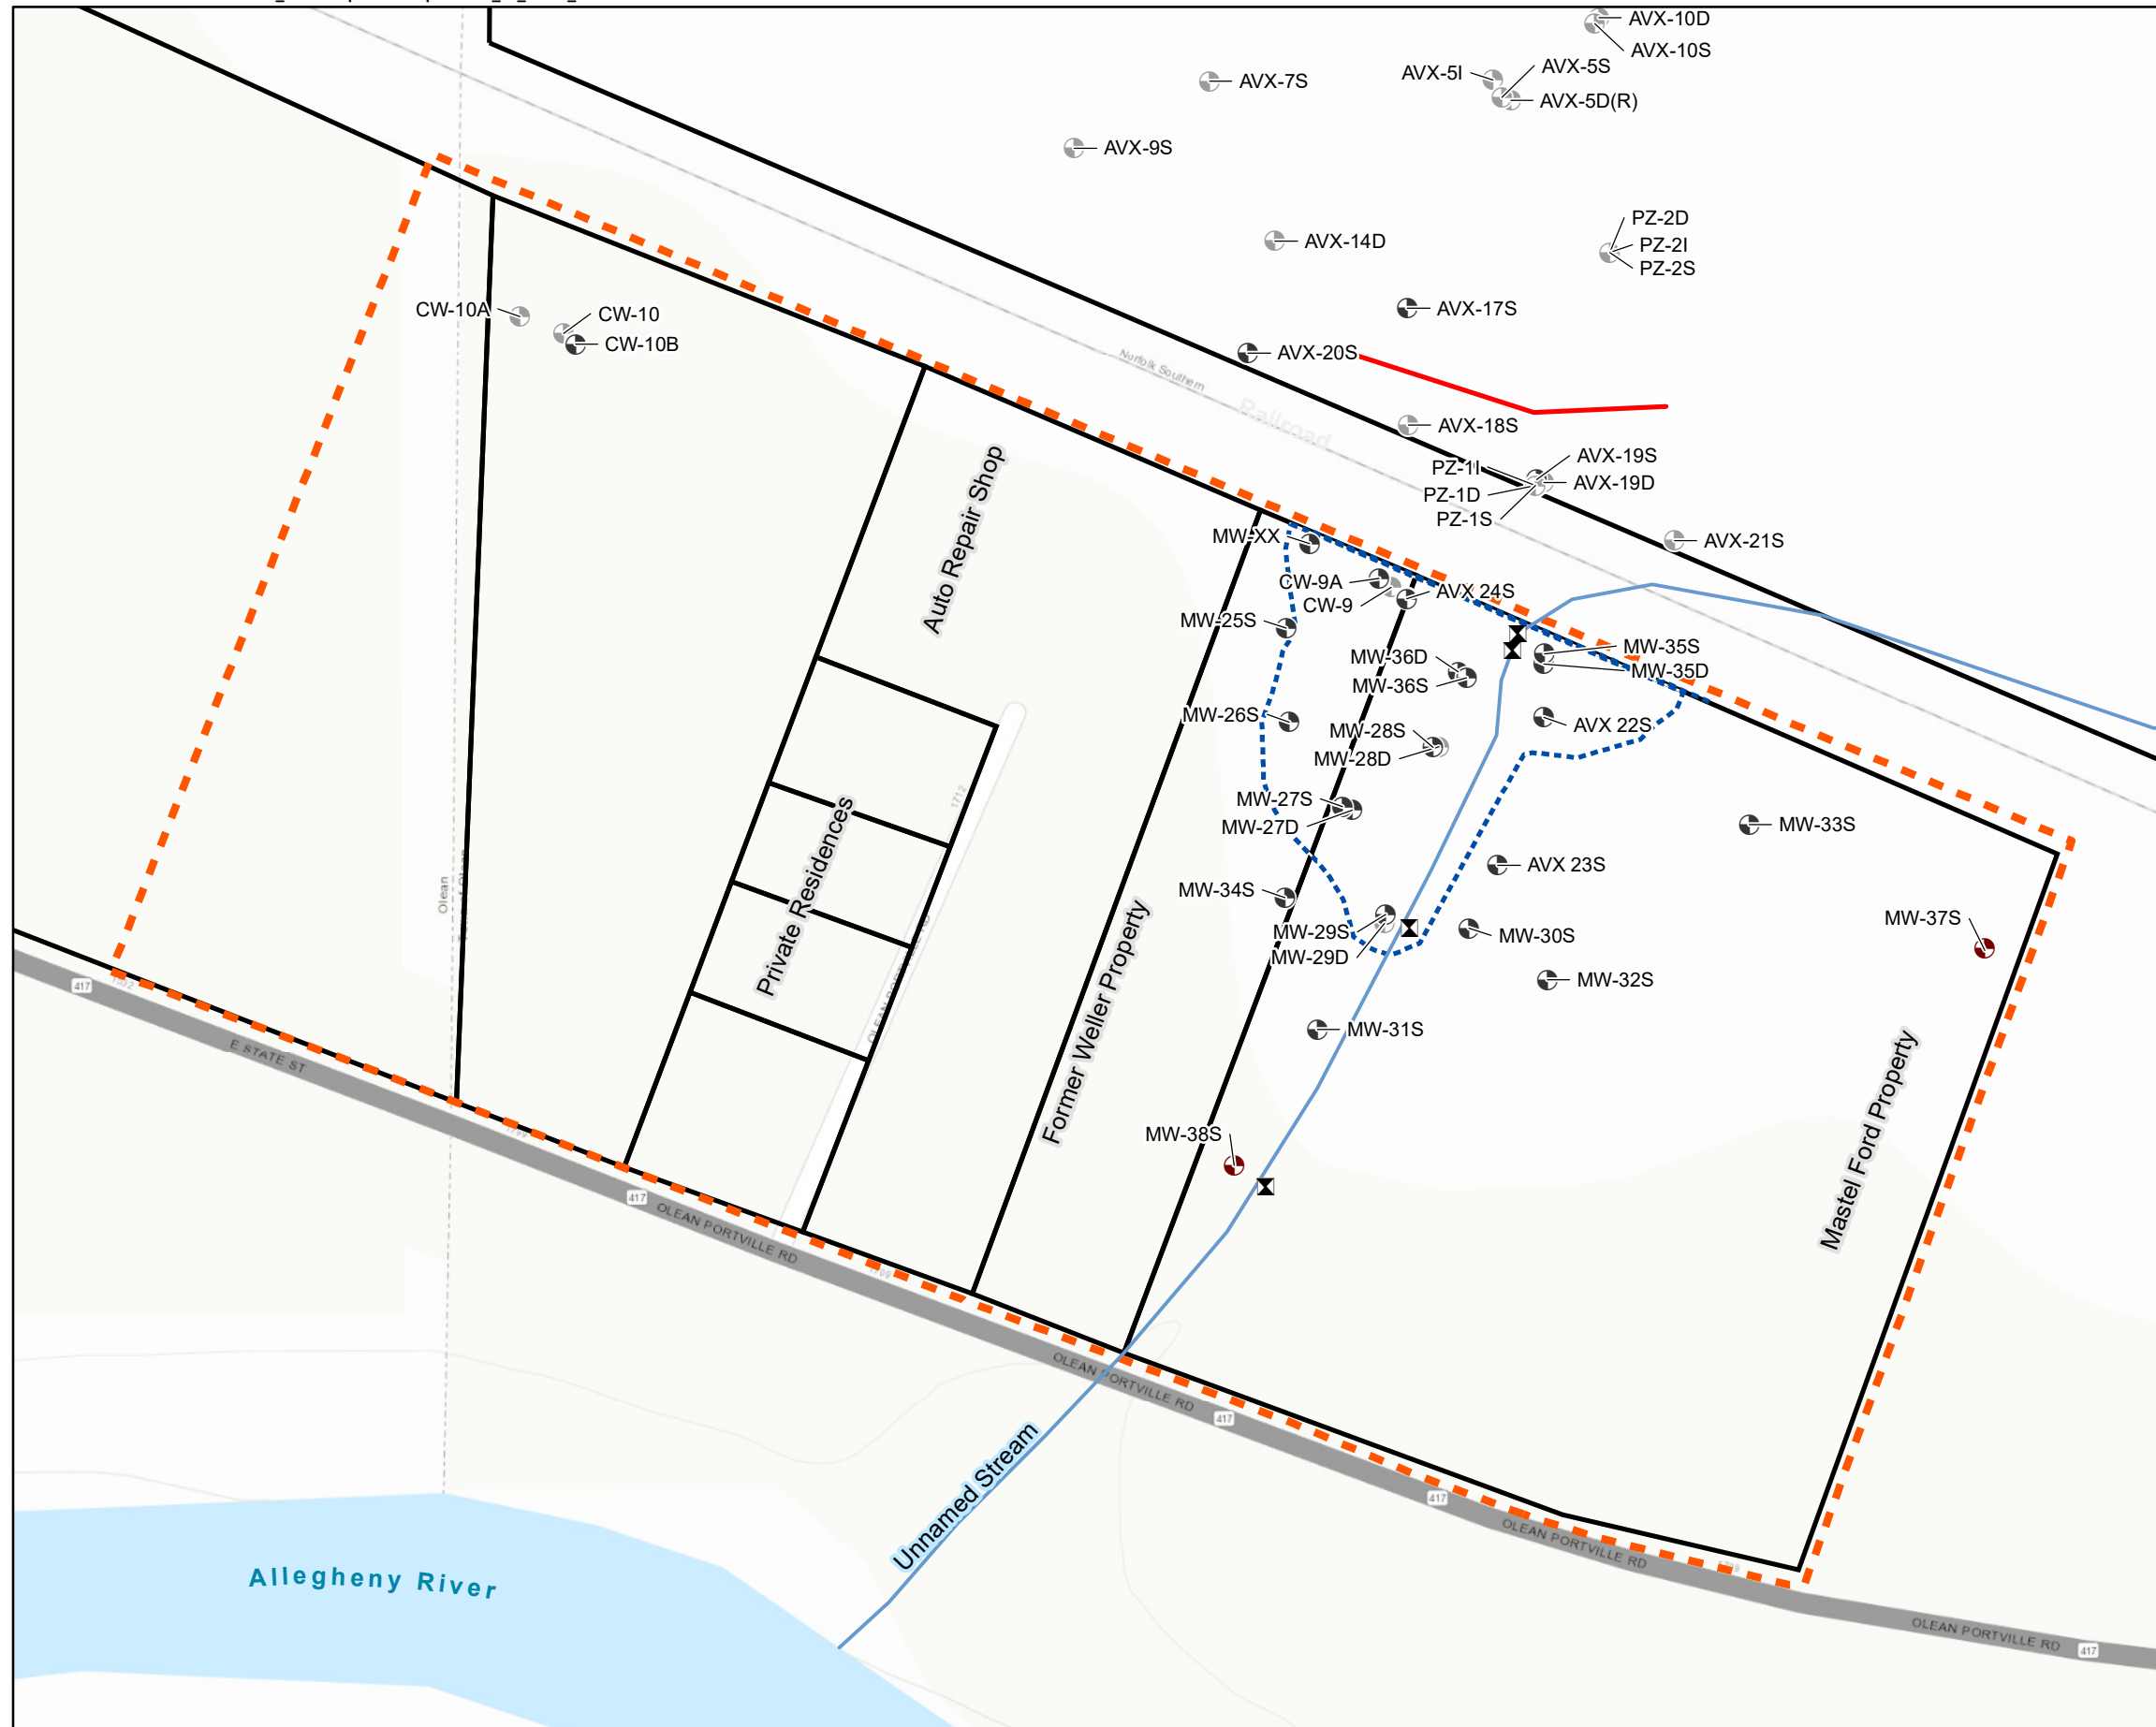 AVX-10D
AVX-10S
AVX-5S
AVX-5I
AVX-7S
AVX-5D(R)
AVX-9S
PZ-2D
AVX-14D
PZ-2I
PZ-2S
CW-10A
CW-10
AVX-17S
CW-10B
AVX-20S
Norfolk Southern
Railroad
AVX-18S
AVX-19S
PZ-1I
AVX-19D
PZ-1D
PZ-1S
Auto Repair Shop
MW-XX
AVX-21S
CW-9A
AVX 24S
CW-9
MW-25S
MW-35S
MW-36D
MW-35D
MW-36S
MW-26S
AVX 22S
MW-28S
MW-28D
1712
MW-27S
MW-27D
MW-33S
Private Residences
AVX 23S
Olean
MW-34S
MW-37S
MW-29S
MW-30S
MW-29D
MW-32S
417
E STATE ST
MW-31S
Former Weller Property
Mastel Ford Property
MW-38S
417
OLEAN PORTVILLE RD
1709
OLEAN PORTVILLE RD
417
Unnamed Stream
417
OLEAN PORTVILLE RD
Allegheny River
OLEAN PORTVILLE RD
417